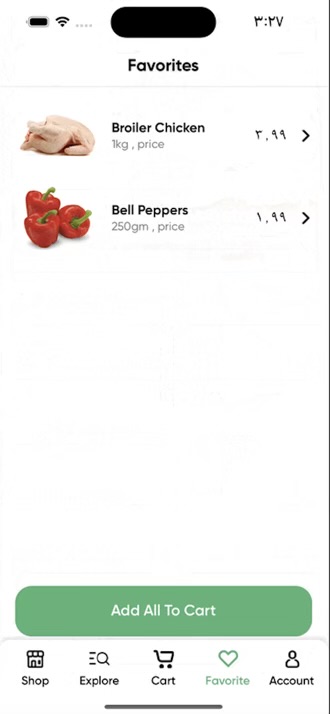 ٣:٢٧
Favorites
Broiler Chicken
1kg , price
٣,٩٩
Bell Peppers
250gm , price
١,٩٩
Add All To Cart
Shop
Explore
Cart
Favorite
Account